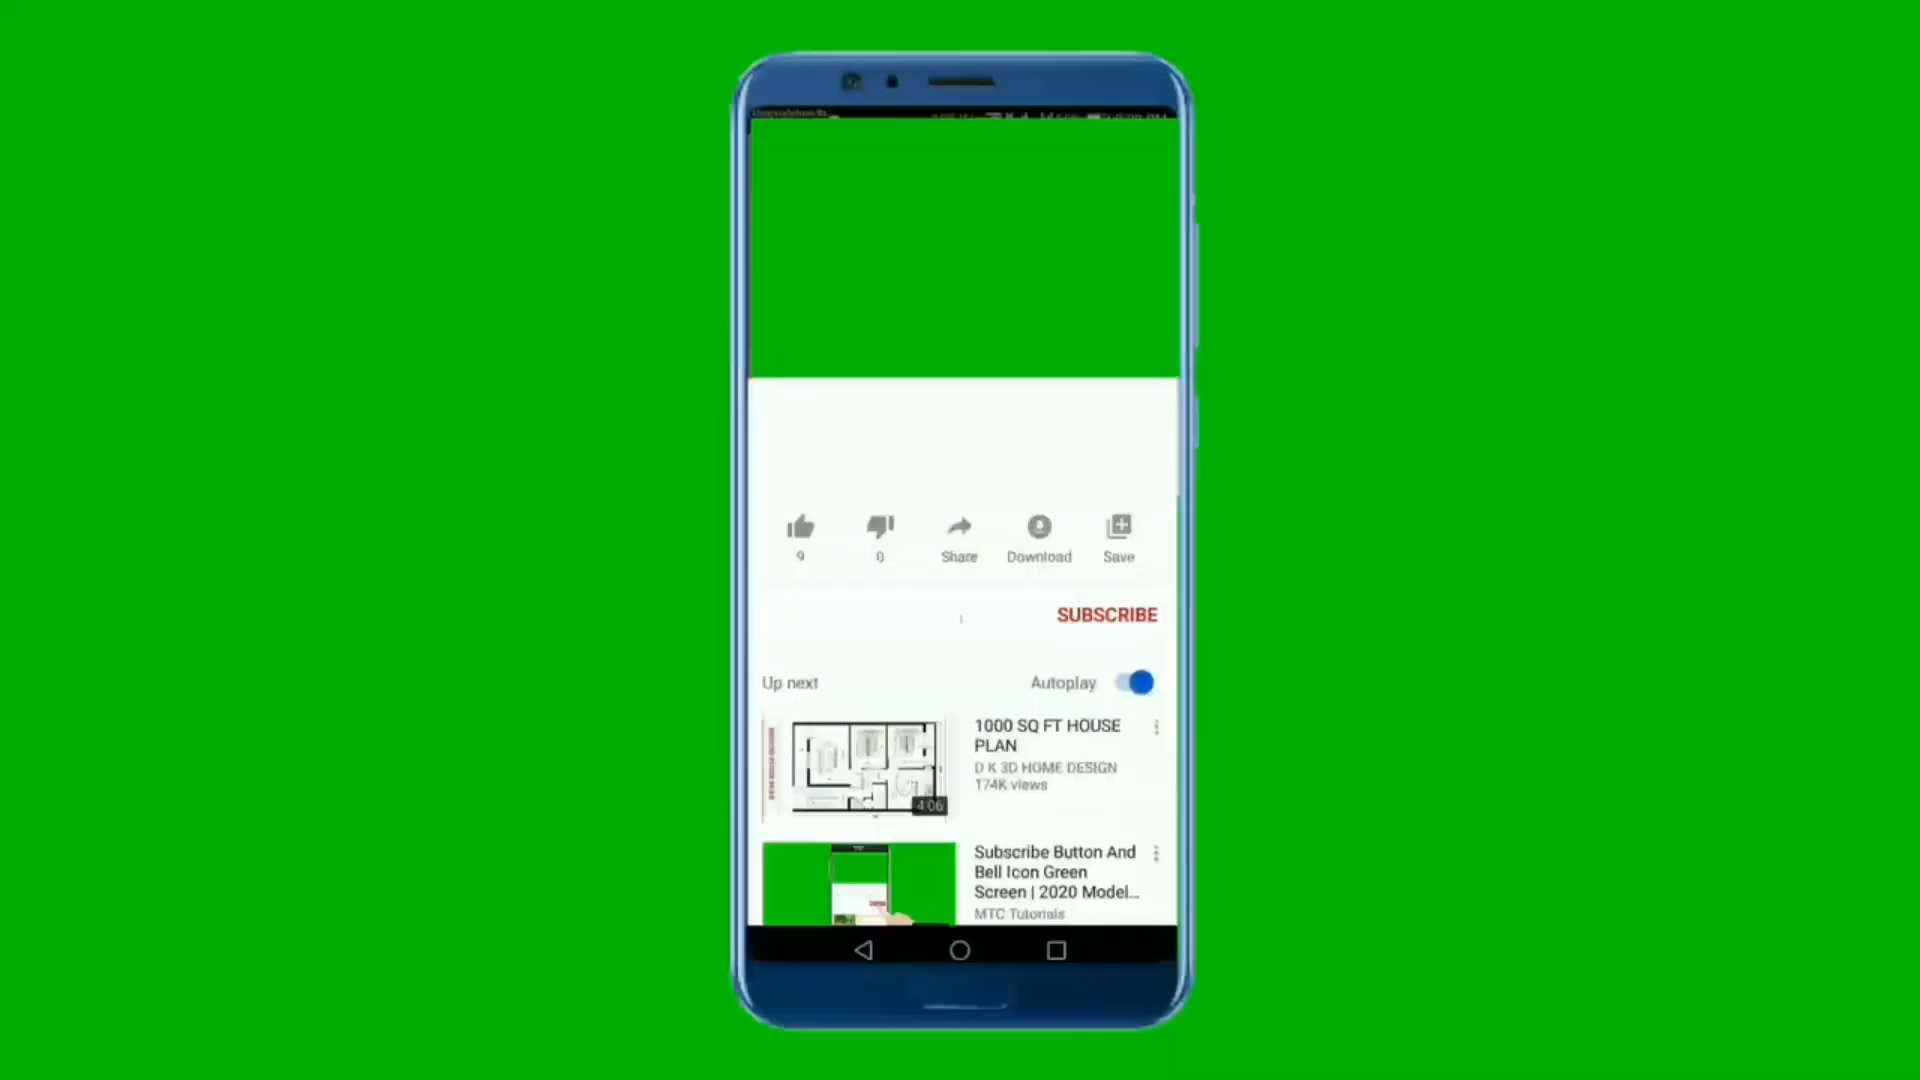 9
0
Share
Download
Save
SUBSCRIBE
Up next
Autoplay
1000 SQ FT HOUSE
PLAN
D K 3D HOME DESIGN
174K views
4:06
Subscribe Button And
Bell Icon Green
Screen | 2020 Model...
MTC Tutorials